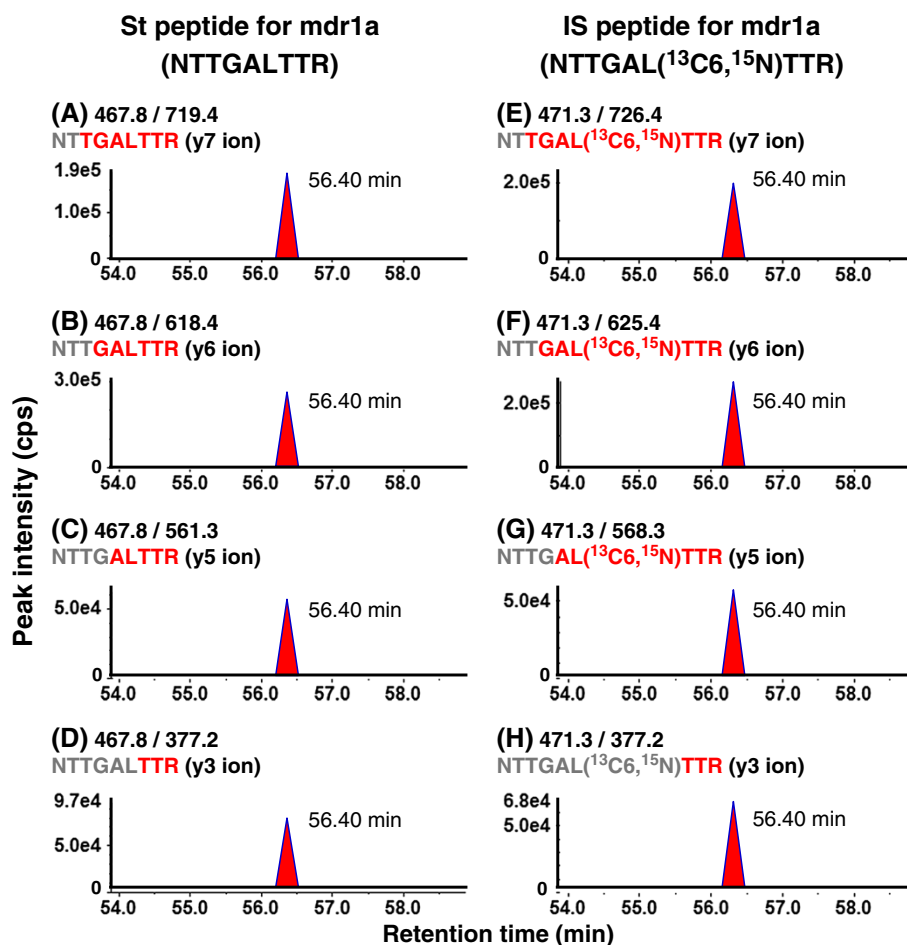 St peptide for mdr1a
(NTTGALTTR)
IS peptide for mdr1a
(NTTGAL(¹³C6,¹⁵N)TTR)
Peak intensity (cps)
(A) 467.8 / 719.4
NTTGALTTR (y7 ion)
1.9e5
56.40 min
1.0e5
0
54.0 55.0 56.0 57.0 58.0
(E) 471.3 / 726.4
NTTGAL(¹³C6,¹⁵N)TTR (y7 ion)
2.0e5
56.40 min
0
54.0 55.0 56.0 57.0 58.0
(B) 467.8 / 618.4
NTTGALTTR (y6 ion)
3.0e5
56.40 min
0
54.0 55.0 56.0 57.0 58.0
(F) 471.3 / 625.4
NTTGAL(¹³C6,¹⁵N)TTR (y6 ion)
2.0e5
56.40 min
0
54.0 55.0 56.0 57.0 58.0
(C) 467.8 / 561.3
NTTGALTTR (y5 ion)
5.0e4
56.40 min
0
54.0 55.0 56.0 57.0 58.0
(G) 471.3 / 568.3
NTTGAL(¹³C6,¹⁵N)TTR (y5 ion)
5.0e4
56.40 min
0
54.0 55.0 56.0 57.0 58.0
(D) 467.8 / 377.2
NTTGALTTR (y3 ion)
9.7e4
56.40 min
5.0e4
0
54.0 55.0 56.0 57.0 58.0
(H) 471.3 / 377.2
NTTGAL(¹³C6,¹⁵N)TTR (y3 ion)
6.8e4
56.40 min
5.0e4
0
54.0 55.0 56.0 57.0 58.0
Retention time (min)